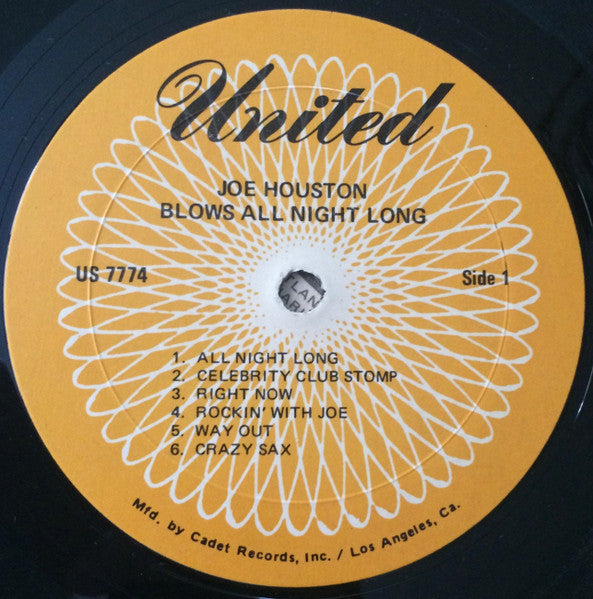 United
JOE HOUSTON
BLOWS ALL NIGHT LONG
US 7774
Side 1
1. ALL NIGHT LONG
2. CELEBRITY CLUB STOMP
3. RIGHT NOW
4. ROCKIN' WITH JOE
5. WAY OUT
6. CRAZY SAX
Mfd. by Cadet Records, Inc. / Los Angeles, Ca.